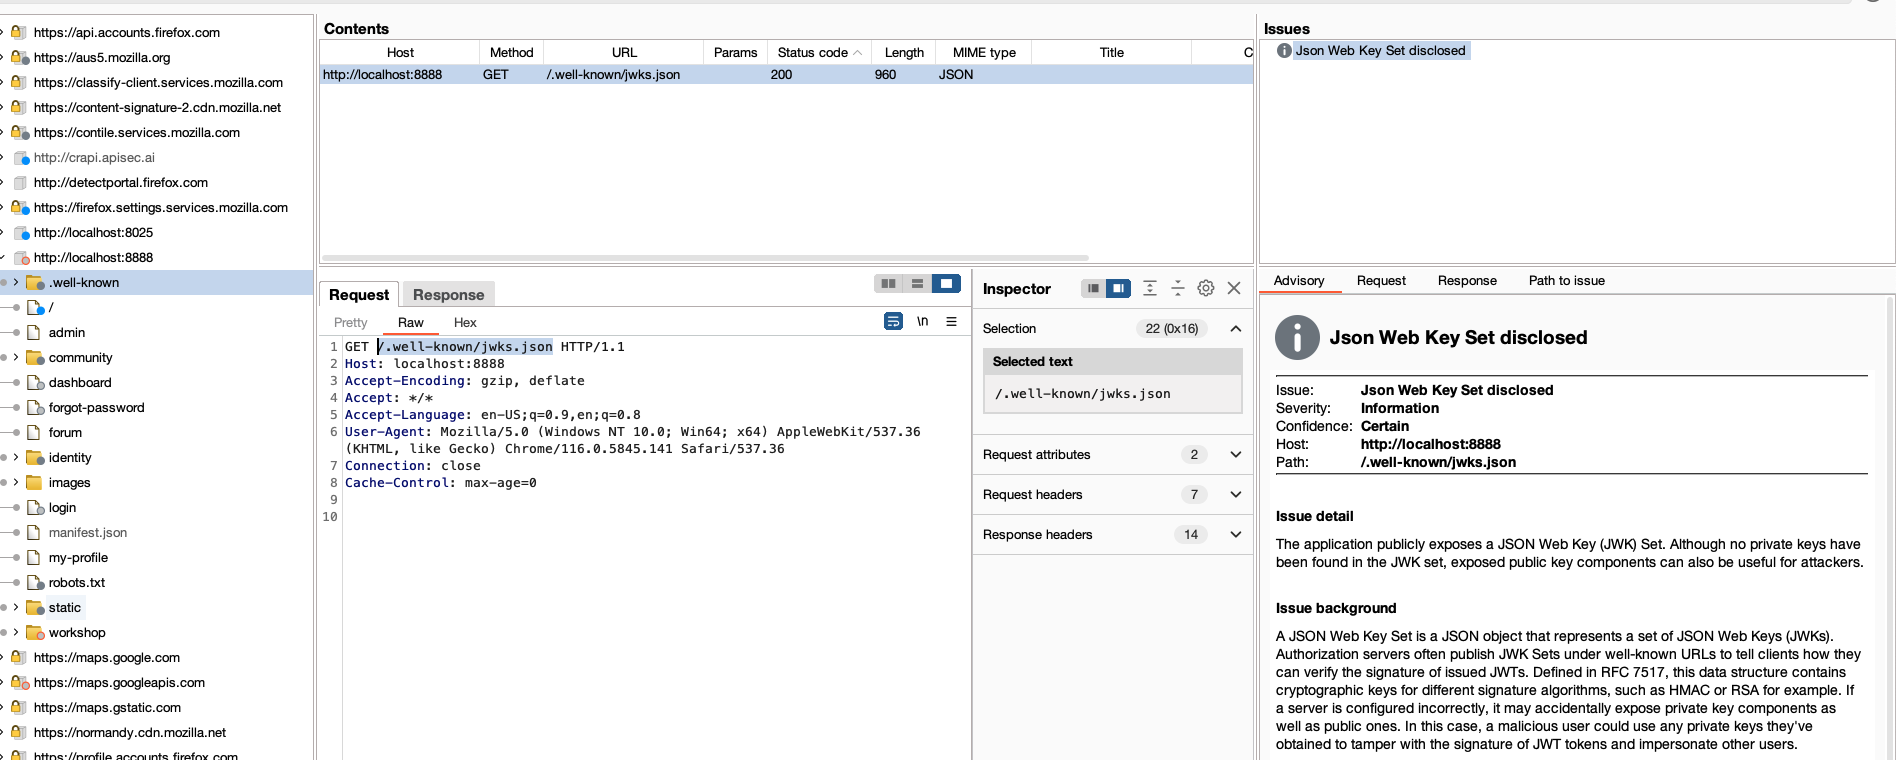 https://api.accounts.firefox.com
https://aus5.mozilla.org
https://classify-client.services.mozilla.com
https://content-signature-2.cdn.mozilla.net
https://contile.services.mozilla.com
http://crapi.apisec.ai
http://detectportal.firefox.com
https://firefox.settings.services.mozilla.com
http://localhost:8025
http://localhost:8888
.well-known
/
admin
community
dashboard
forgot-password
forum
identity
images
login
manifest.json
my-profile
robots.txt
static
workshop
https://maps.google.com
https://maps.googleapis.com
https://maps.gstatic.com
https://normandy.cdn.mozilla.net
https://profile.accounts.firefox.com
Contents
Host Method URL Params Status code Length MIME type Title C
http://localhost:8888 GET /.well-known/jwks.json 200 960 JSON
Request Response
Pretty Raw Hex \n
1 GET /.well-known/jwks.json HTTP/1.1
2 Host: localhost:8888
3 Accept-Encoding: gzip, deflate
4 Accept: */*
5 Accept-Language: en-US;q=0.9,en;q=0.8
6 User-Agent: Mozilla/5.0 (Windows NT 10.0; Win64; x64) AppleWebKit/537.36
(KHTML, like Gecko) Chrome/116.0.5845.141 Safari/537.36
7 Connection: close
8 Cache-Control: max-age=0
9
10
Inspector
Selection 22 (0x16)
Selected text
/.well-known/jwks.json
Request attributes 2
Request headers 7
Response headers 14
Issues
Json Web Key Set disclosed
Advisory Request Response Path to issue
Json Web Key Set disclosed
Issue: Json Web Key Set disclosed
Severity: Information
Confidence: Certain
Host: http://localhost:8888
Path: /.well-known/jwks.json
Issue detail
The application publicly exposes a JSON Web Key (JWK) Set. Although no private keys have
been found in the JWK set, exposed public key components can also be useful for attackers.
Issue background
A JSON Web Key Set is a JSON object that represents a set of JSON Web Keys (JWKs).
Authorization servers often publish JWK Sets under well-known URLs to tell clients how they
can verify the signature of issued JWTs. Defined in RFC 7517, this data structure contains
cryptographic keys for different signature algorithms, such as HMAC or RSA for example. If
a server is configured incorrectly, it may accidentally expose private key components as
well as public ones. In this case, a malicious user could use any private keys they've
obtained to tamper with the signature of JWT tokens and impersonate other users.